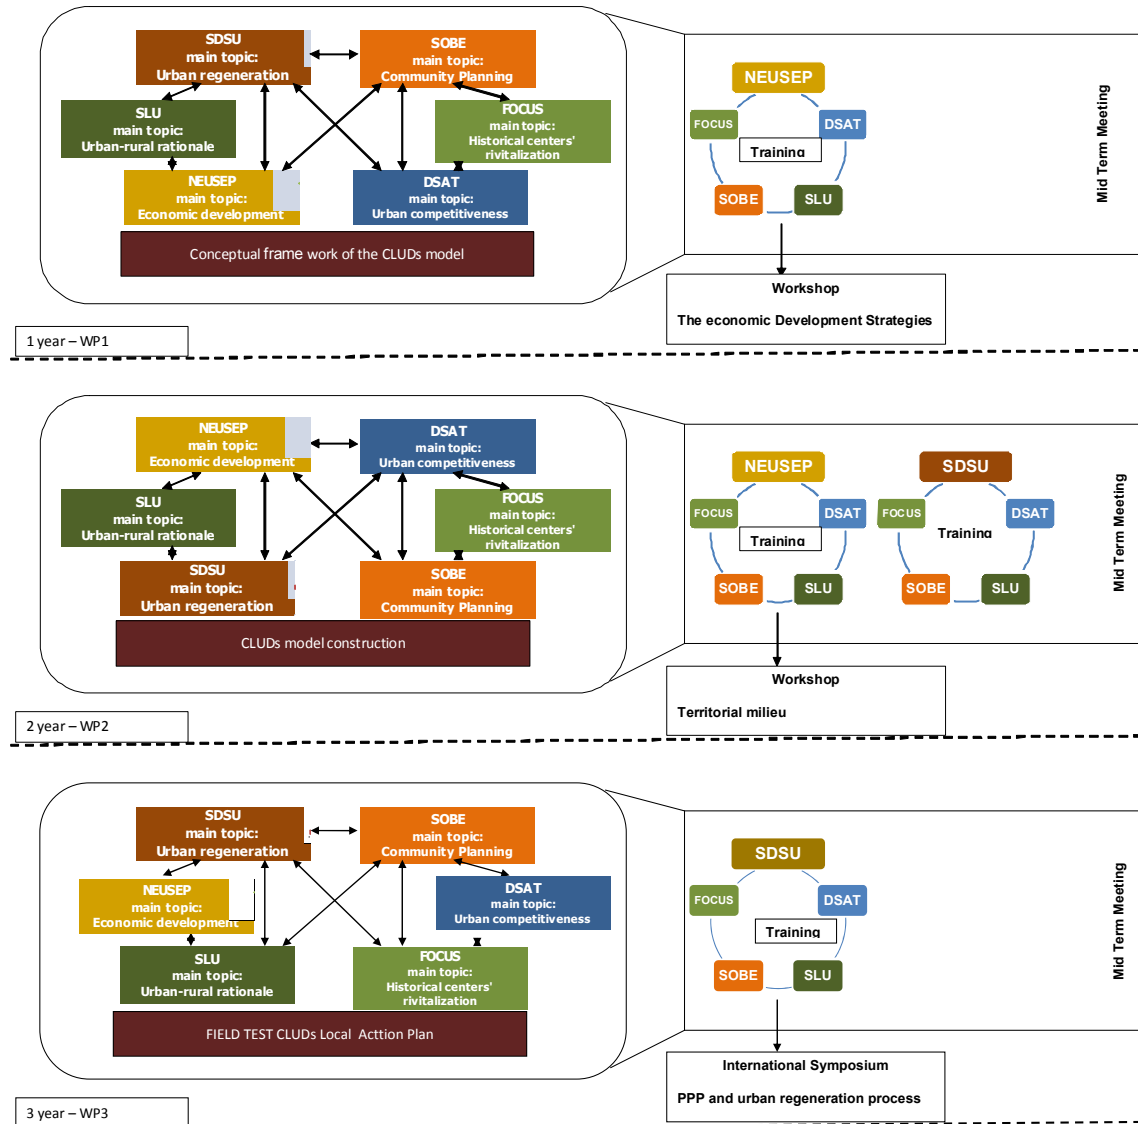 SDSU
main topic:
Urban regeneration
SOBE
main topic:
Community Planning
SLU
main topic:
Urban-rural rationale
FOCUS
main topic:
Historical centers'
rivitalization
NEUSEP
main topic:
Economic development
DSAT
main topic:
Urban competitiveness
Conceptual frame work of the CLUDs model
1 year – WP1
NEUSEP
FOCUS
DSAT
Training
SOBE
SLU
Mid Term Meeting
Workshop
The economic Development Strategies
NEUSEP
main topic:
Economic development
DSAT
main topic:
Urban competitiveness
SLU
main topic:
Urban-rural rationale
FOCUS
main topic:
Historical centers'
rivitalization
SDSU
main topic:
Urban regeneration
SOBE
main topic:
Community Planning
CLUDs model construction
2 year – WP2
NEUSEP
FOCUS
DSAT
Training
SOBE
SLU
SDSU
FOCUS
DSAT
Training
SOBE
SLU
Mid Term Meeting
Workshop
Territorial milieu
SDSU
main topic:
Urban regeneration
SOBE
main topic:
Community Planning
NEUSEP
main topic:
Economic development
DSAT
main topic:
Urban competitiveness
SLU
main topic:
Urban-rural rationale
FOCUS
main topic:
Historical centers'
rivitalization
FIELD TEST CLUDs Local Acttion Plan
3 year – WP3
SDSU
FOCUS
DSAT
Training
SOBE
SLU
Mid Term Meeting
International Symposium
PPP and urban regeneration process